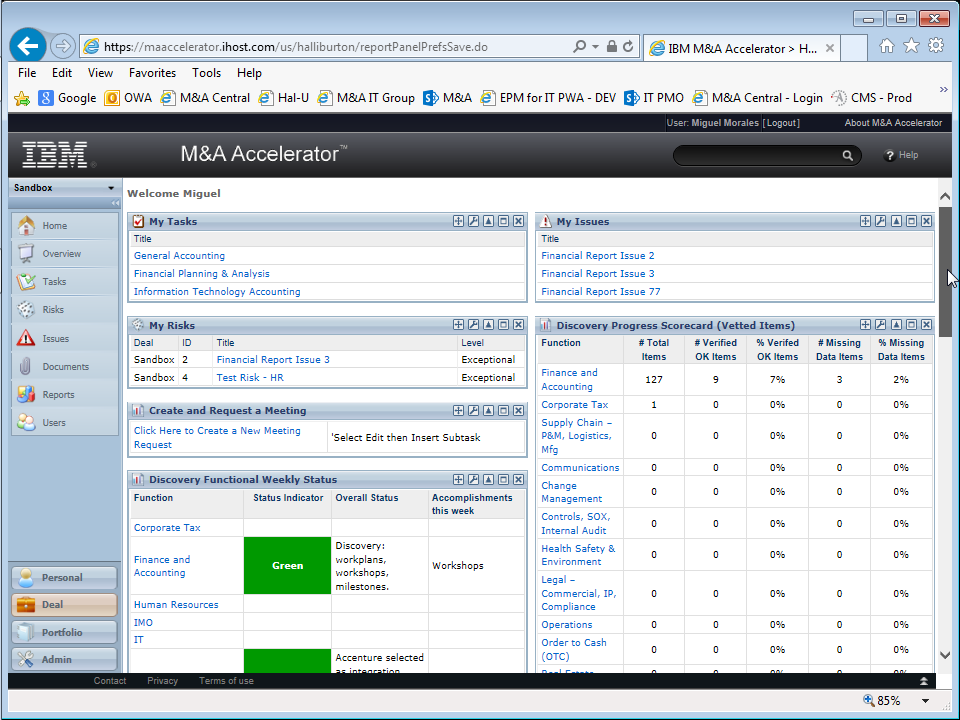 https://maaccelerator.ihost.com/us/halliburton/reportPanelPrefsSave.do
IBM M&A Accelerator > H...
File Edit View Favorites Tools Help
Google OWA M&A Central Hal-U M&A IT Group M&A EPM for IT PWA - DEV IT PMO M&A Central - Login CMS - Prod
User: Miguel Morales [Logout] About M&A Accelerator
IBM. M&A Accelerator™ Help
Sandbox
Home
Overview
Tasks
Risks
Issues
Documents
Reports
Users
Personal
Deal
Portfolio
Admin
Welcome Miguel
My Tasks
Title
General Accounting
Financial Planning & Analysis
Information Technology Accounting
My Issues
Title
Financial Report Issue 2
Financial Report Issue 3
Financial Report Issue 77
My Risks
Deal ID Title Level
Sandbox 2 Financial Report Issue 3 Exceptional
Sandbox 4 Test Risk - HR Exceptional
Create and Request a Meeting
Click Here to Create a New Meeting
Request
'Select Edit then Insert Subtask
Discovery Functional Weekly Status
Function Status Indicator Overall Status Accomplishments
this week
Corporate Tax
Finance and
Accounting
Green
Discovery:
workplans,
workshops,
milestones.
Workshops
Human Resources
IMO
IT
Accenture selected
as integration
Discovery Progress Scorecard (Vetted Items)
Function # Total # Verified % Verifed # Missing % Missing
Items OK Items OK Items Data Items Data Items
Finance and
Accounting 127 9 7% 3 2%
Corporate Tax 1 0 0% 0 0%
Supply Chain –
P&M, Logistics, 0 0 0% 0 0%
Mfg
Communications 0 0 0% 0 0%
Change
Management 0 0 0% 0 0%
Controls, SOX,
Internal Audit 0 0 0% 0 0%
Health Safety &
Environment 0 0 0% 0 0%
Legal –
Commercial, IP, 0 0 0% 0 0%
Compliance
Operations 0 0 0% 0 0%
Order to Cash
(OTC) 0 0 0% 0 0%
Real Estate 0 0 0% 0 0%
Contact Privacy Terms of use
85%